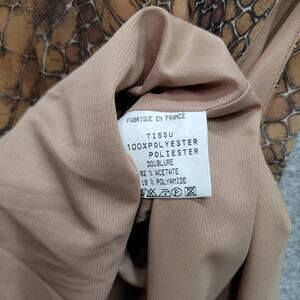 FABRIQUE EN FRANCE
TISSU
100%POLYESTER
POLIESTER
DOUBLURE
82 % ACETATE
18 % POLYAMIDE